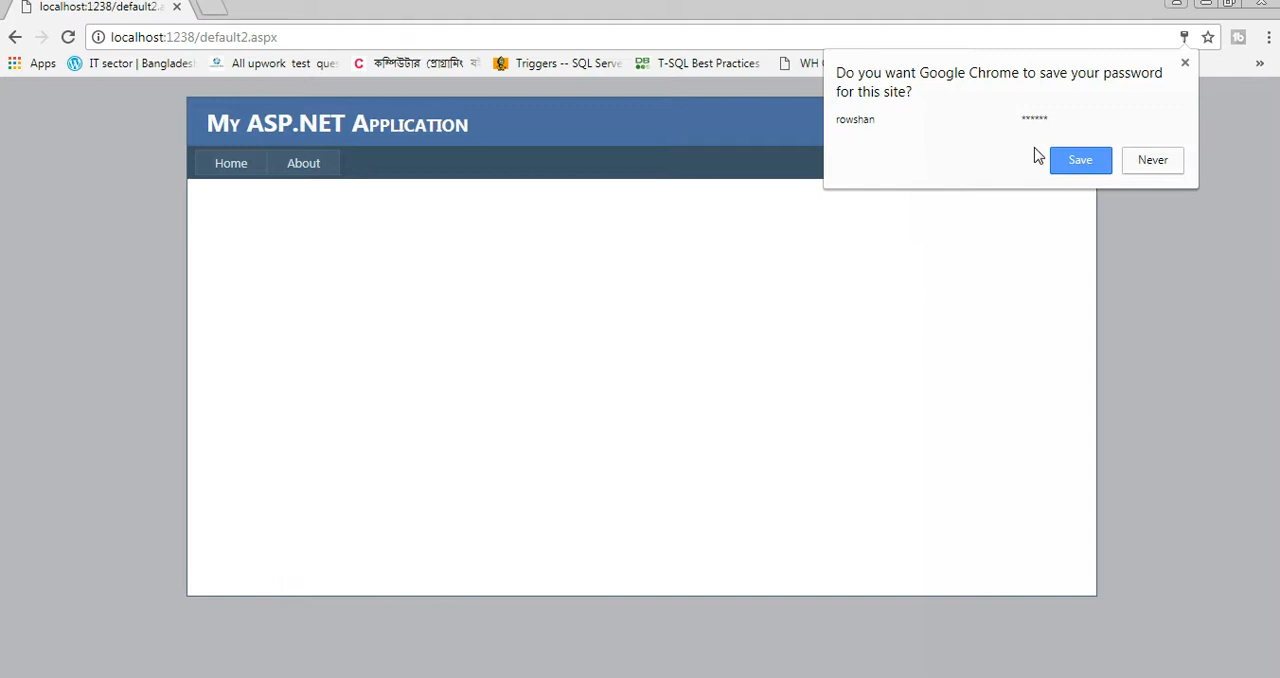 localhost:1238/default2.a
localhost:1238/default2.aspx
Apps IT sector | Banglades All upwork test ques কম্পিউটার প্রোগ্রামিং ব Triggers -- SQL Serve T-SQL Best Practices WH
Do you want Google Chrome to save your password
for this site?
rowshan ******
Save Never
My ASP.NET Application
Home About